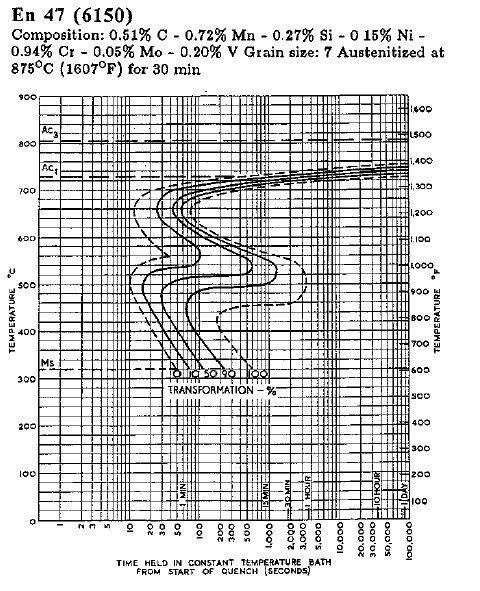 En 47 (6150)
Composition: 0.51% C - 0.72% Mn - 0.27% Si - 0 15% Ni -
0.94% Cr - 0.05% Mo - 0.20% V Grain size: 7 Austenitized at
875°C (1607°F) for 30 min
900
800
700
600
500
400
300
200
100
0
TEMPERATURE °C
Ac3
Ac1
Ms
1,600
1,500
1,400
1,300
1,200
1,100
1,000
900
800
700
600
500
400
300
200
100
TEMPERATURE °F
0 10 50 90 100
TRANSFORMATION - %
1 MIN
15 MIN
30 MIN
1 HOUR
10 HOUR
1 DAY
1 2 3 5 10 20 30 50 100 200 300 500 1,000 2,000 3,000 5,000 10,000 20,000 30,000 50,000 100,000
TIME HELD IN CONSTANT TEMPERATURE BATH
FROM START OF QUENCH (SECONDS)